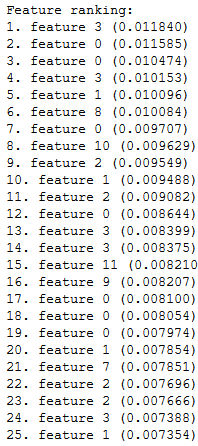 Feature ranking:
1. feature 3 (0.011840)
2. feature 0 (0.011585)
3. feature 0 (0.010474)
4. feature 3 (0.010153)
5. feature 1 (0.010096)
6. feature 8 (0.010084)
7. feature 0 (0.009707)
8. feature 10 (0.009629)
9. feature 2 (0.009549)
10. feature 1 (0.009488)
11. feature 2 (0.009082)
12. feature 0 (0.008644)
13. feature 3 (0.008399)
14. feature 3 (0.008375)
15. feature 11 (0.008210
16. feature 9 (0.008207)
17. feature 0 (0.008100)
18. feature 0 (0.008054)
19. feature 0 (0.007974)
20. feature 1 (0.007854)
21. feature 7 (0.007851)
22. feature 2 (0.007696)
23. feature 2 (0.007666)
24. feature 3 (0.007388)
25. feature 1 (0.007354)